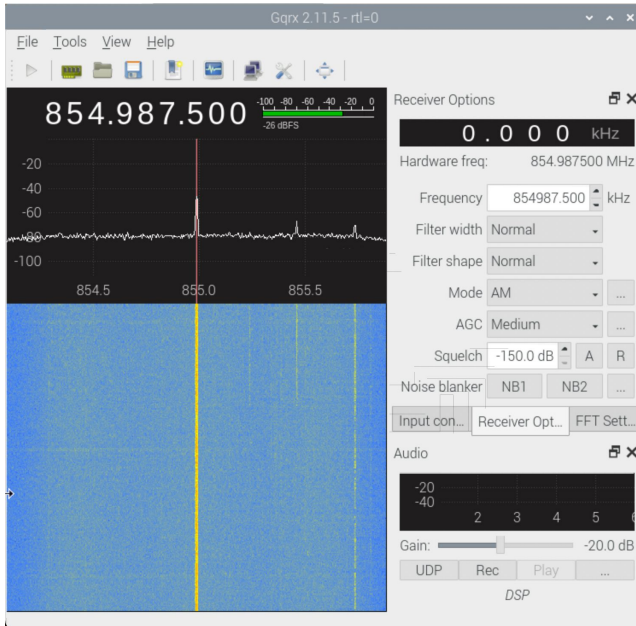 Gqrx 2.11.5 - rtl=0
File Tools View Help
854.987.500
-100 -80 -60 -40 -20 0
-26 dBFS
-20
-40
-60
-80
-100
854.5 855.0 855.5
Receiver Options
0.000 kHz
Hardware freq: 854.987500 MHz
Frequency 854987.500 kHz
Filter width Normal
Filter shape Normal
Mode AM ...
AGC Medium ...
Squelch -150.0 dB A R
Noise blanker NB1 NB2 ...
Input con... Receiver Opt... FFT Sett...
Audio
-20
-40
2 3 4 5 6
Gain: -20.0 dB
UDP Rec Play ...
DSP